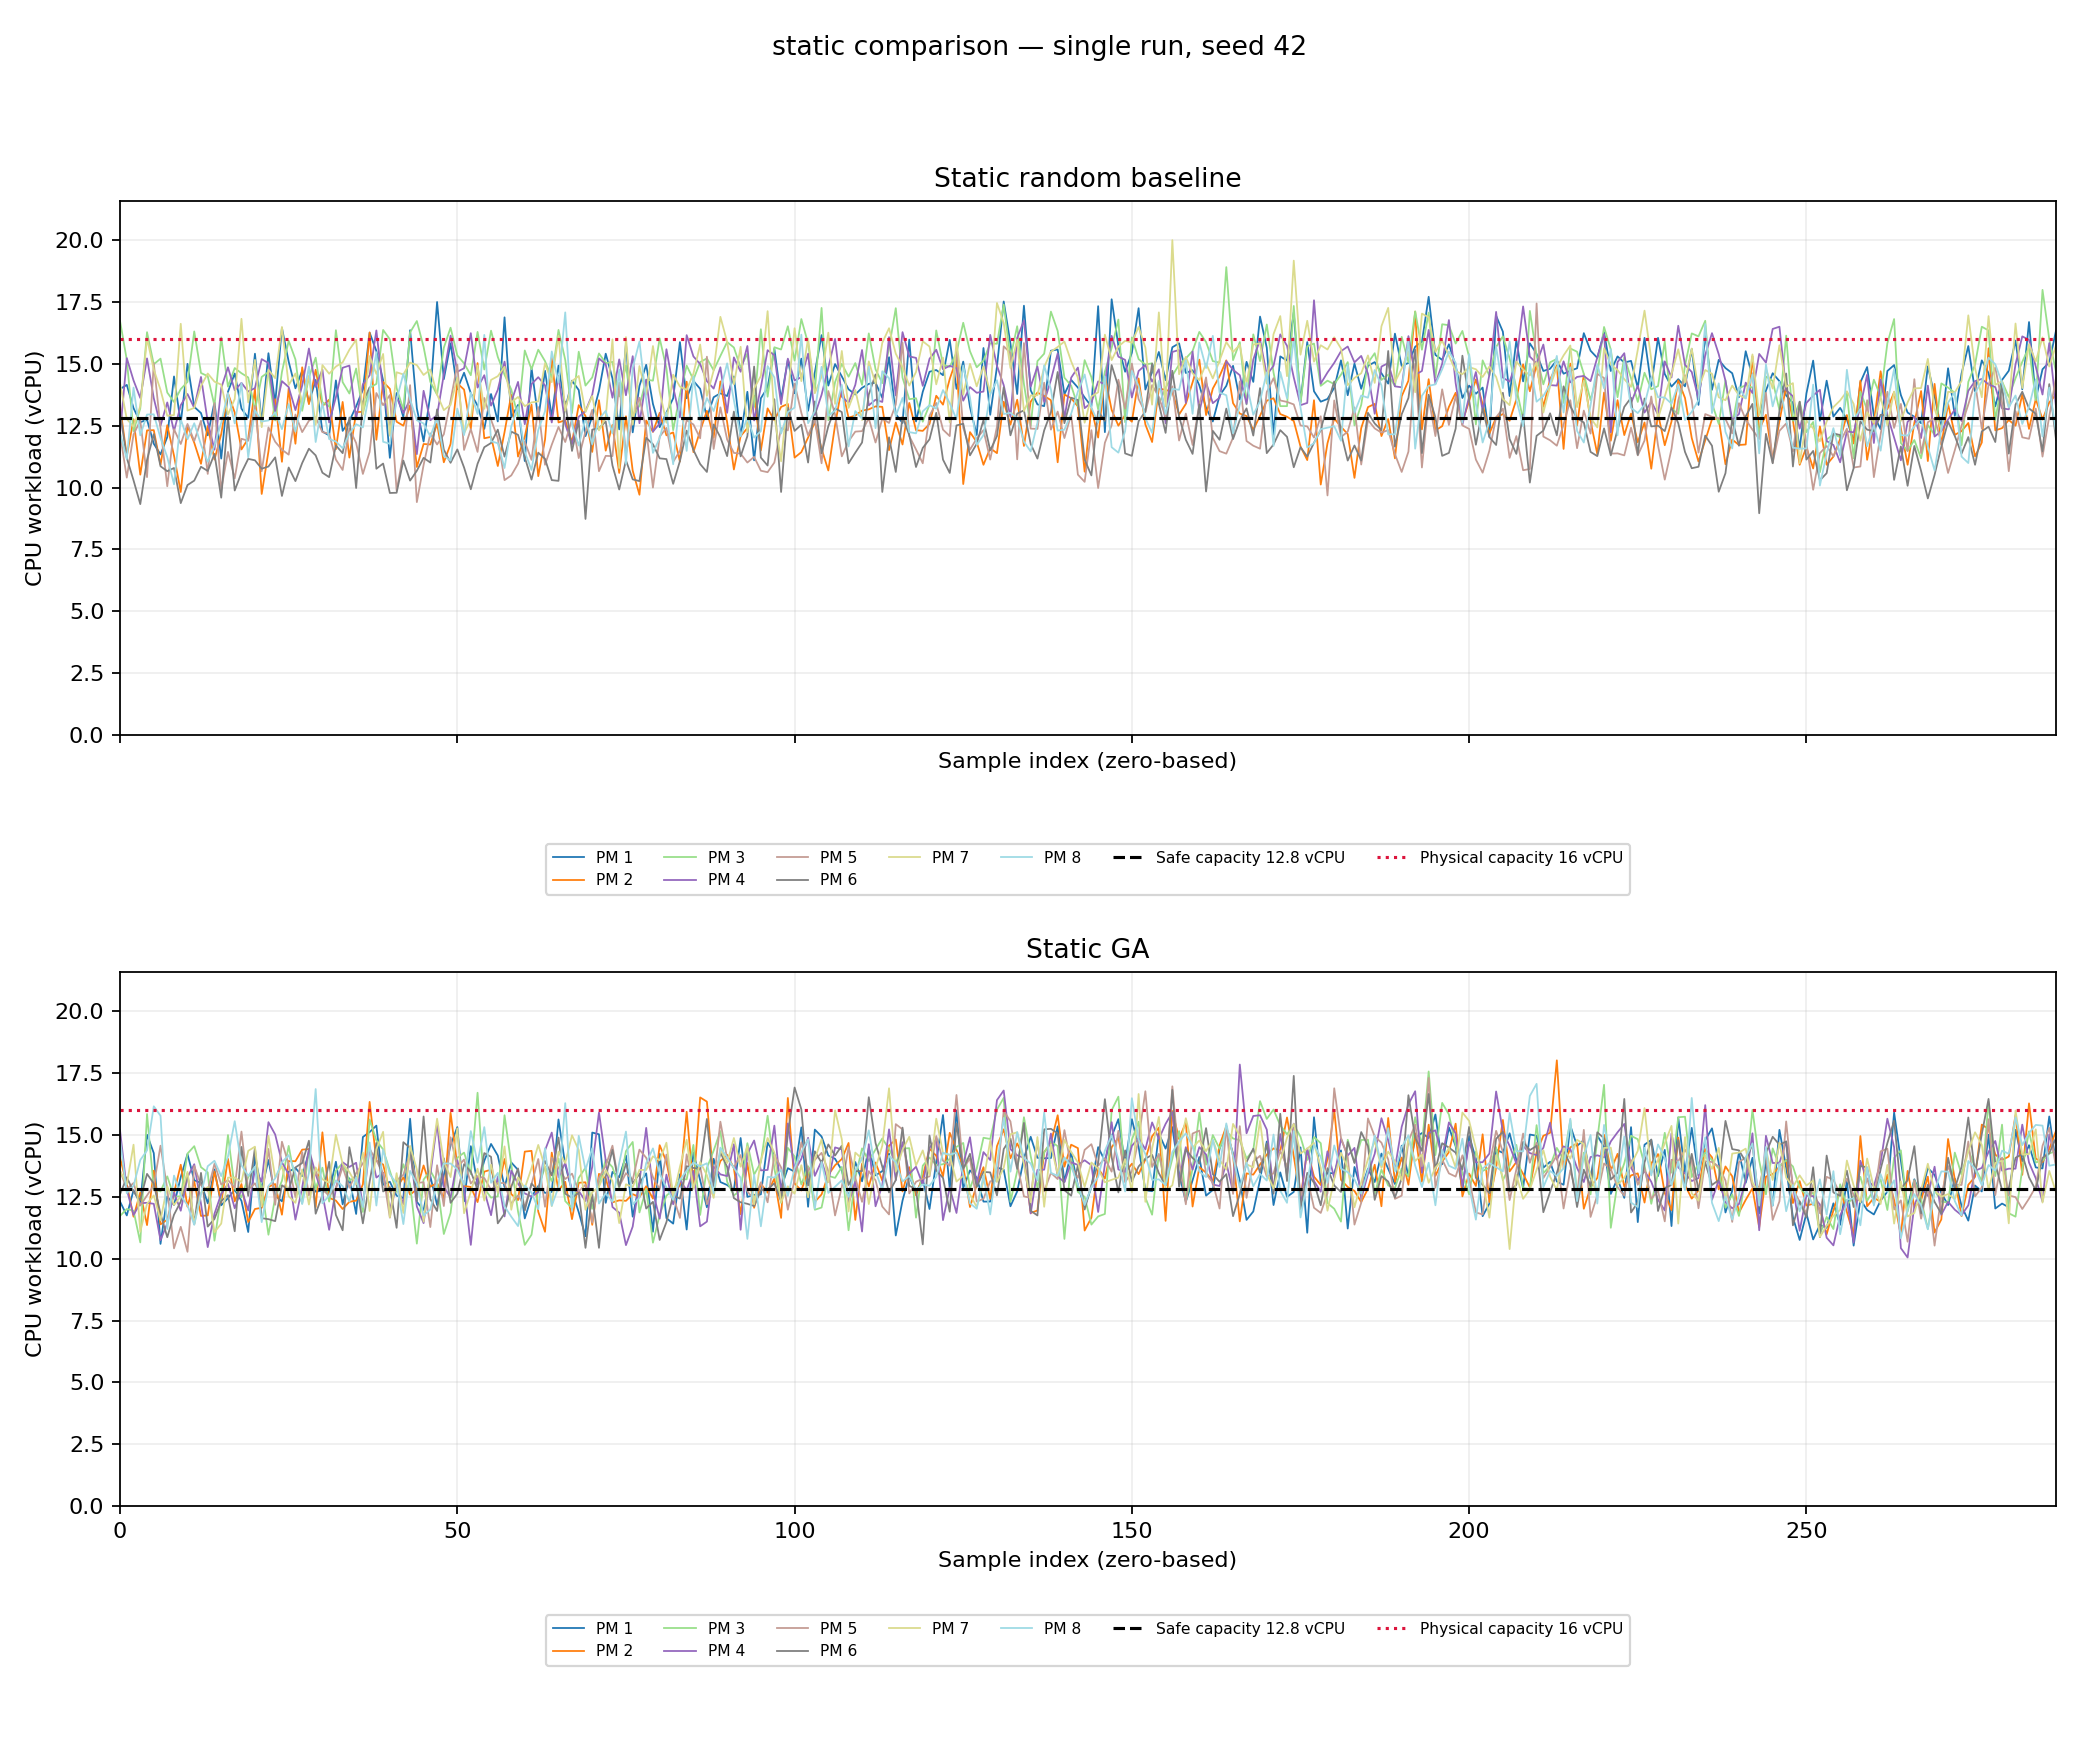 static comparison — single run, seed 42
Static random baseline
20.0
17.5
15.0
12.5
10.0
7.5
5.0
2.5
0.0
CPU workload (vCPU)
Sample index (zero-based)
PM 1 PM 3 PM 5 PM 7 PM 8 Safe capacity 12.8 vCPU Physical capacity 16 vCPU
PM 2 PM 4 PM 6
Static GA
20.0
17.5
15.0
12.5
10.0
7.5
5.0
2.5
0.0
CPU workload (vCPU)
0 50 100 150 200 250
Sample index (zero-based)
PM 1 PM 3 PM 5 PM 7 PM 8 Safe capacity 12.8 vCPU Physical capacity 16 vCPU
PM 2 PM 4 PM 6